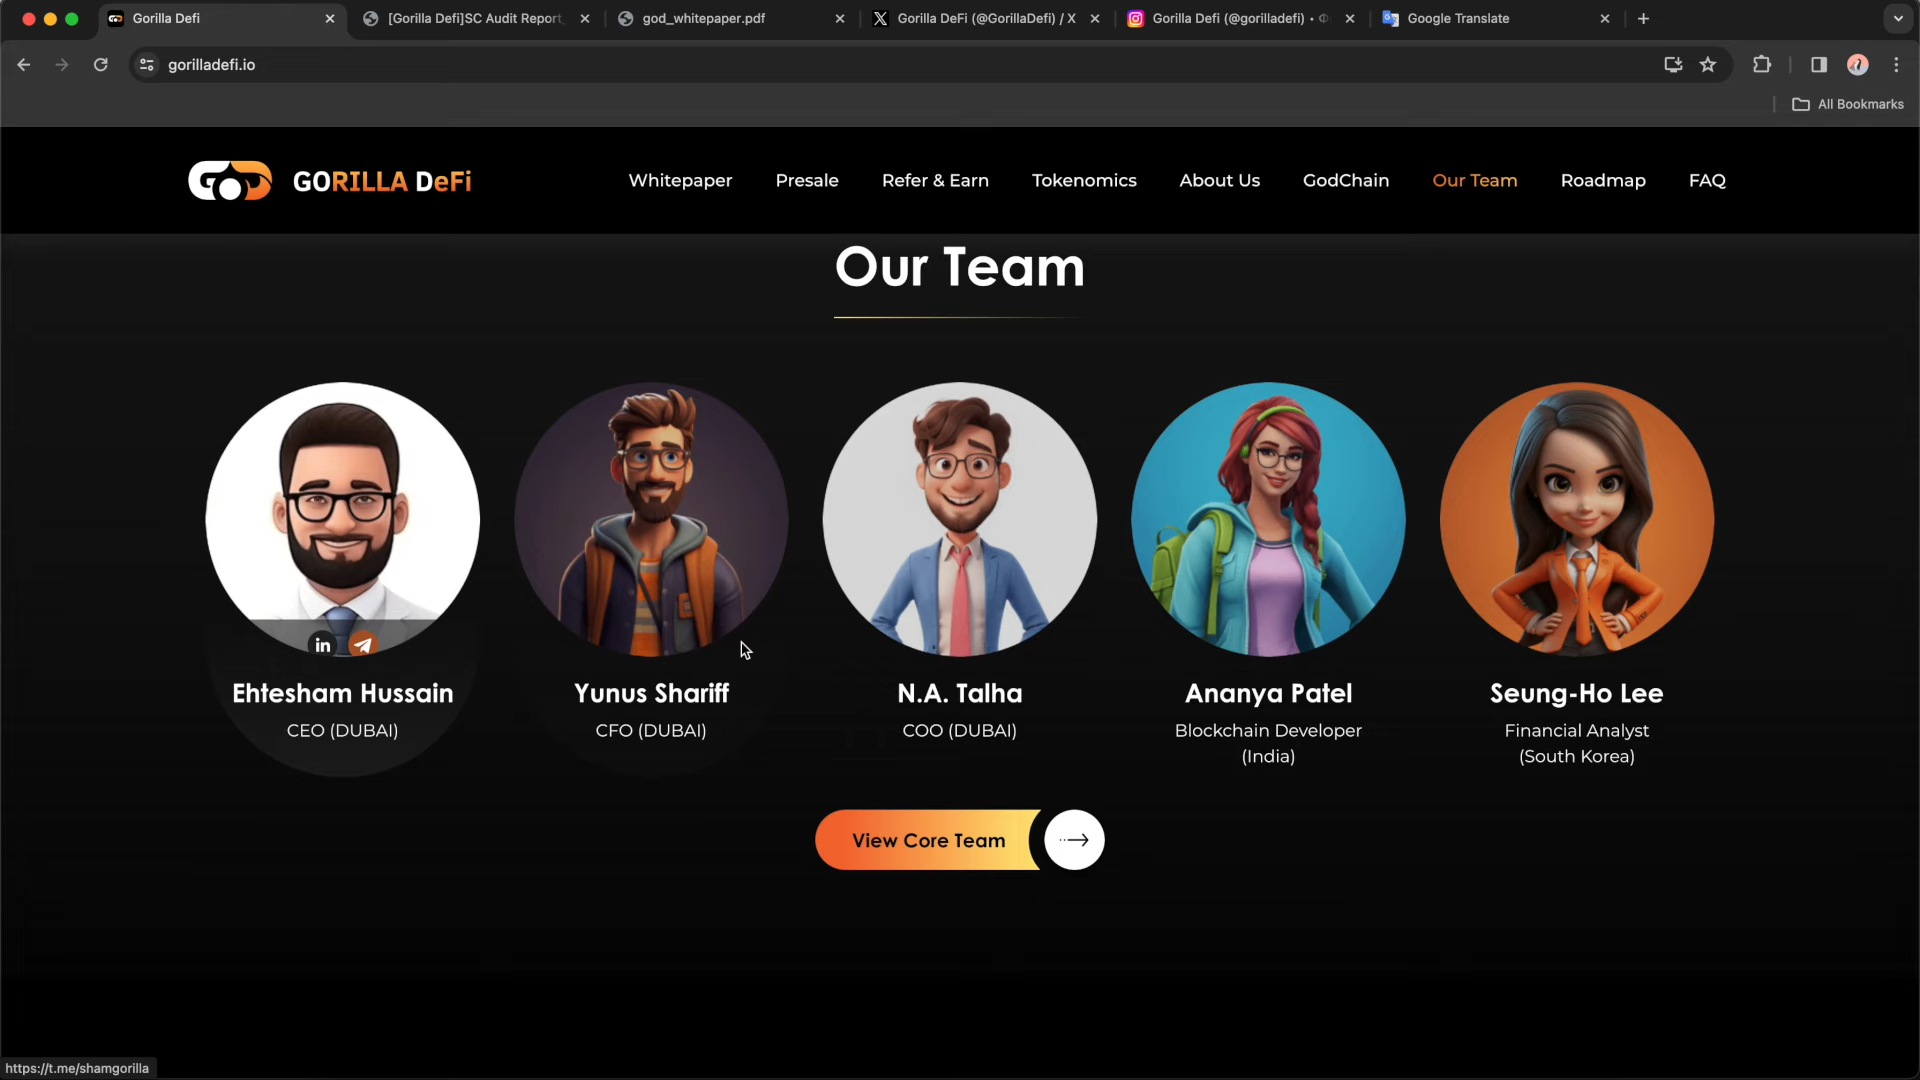 Gorilla Defi
[Gorilla Defi]SC Audit Report
god_whitepaper.pdf
Gorilla DeFi (@GorillaDefi) / X
Gorilla Defi (@gorilladefi) •
Google Translate
gorilladefi.io
All Bookmarks
GORILLA DeFi
Whitepaper
Presale
Refer & Earn
Tokenomics
About Us
GodChain
Our Team
Roadmap
FAQ
Our Team
Ehtesham Hussain
CEO (DUBAI)
Yunus Shariff
CFO (DUBAI)
N.A. Talha
COO (DUBAI)
Ananya Patel
Blockchain Developer
(India)
Seung-Ho Lee
Financial Analyst
(South Korea)
View Core Team
https://t.me/shamgorilla